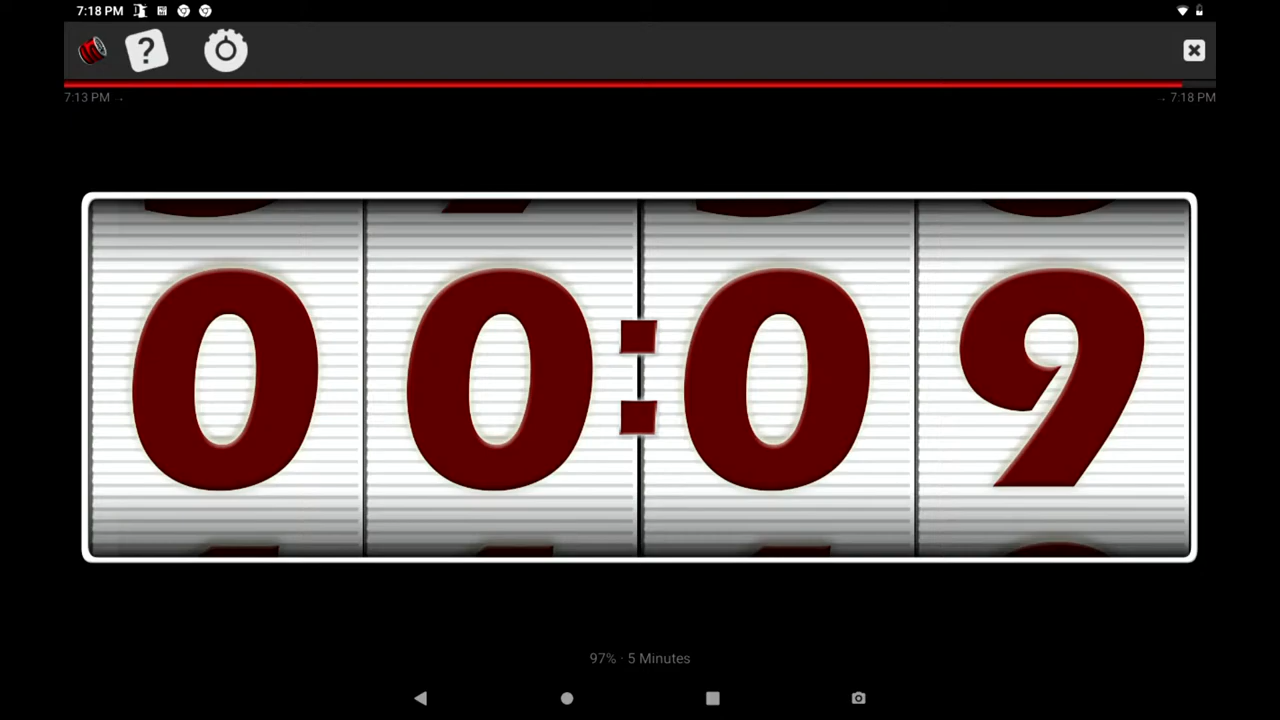 7:18 PM
?
7:13 PM →
→ 7:18 PM
00:09
97% · 5 Minutes